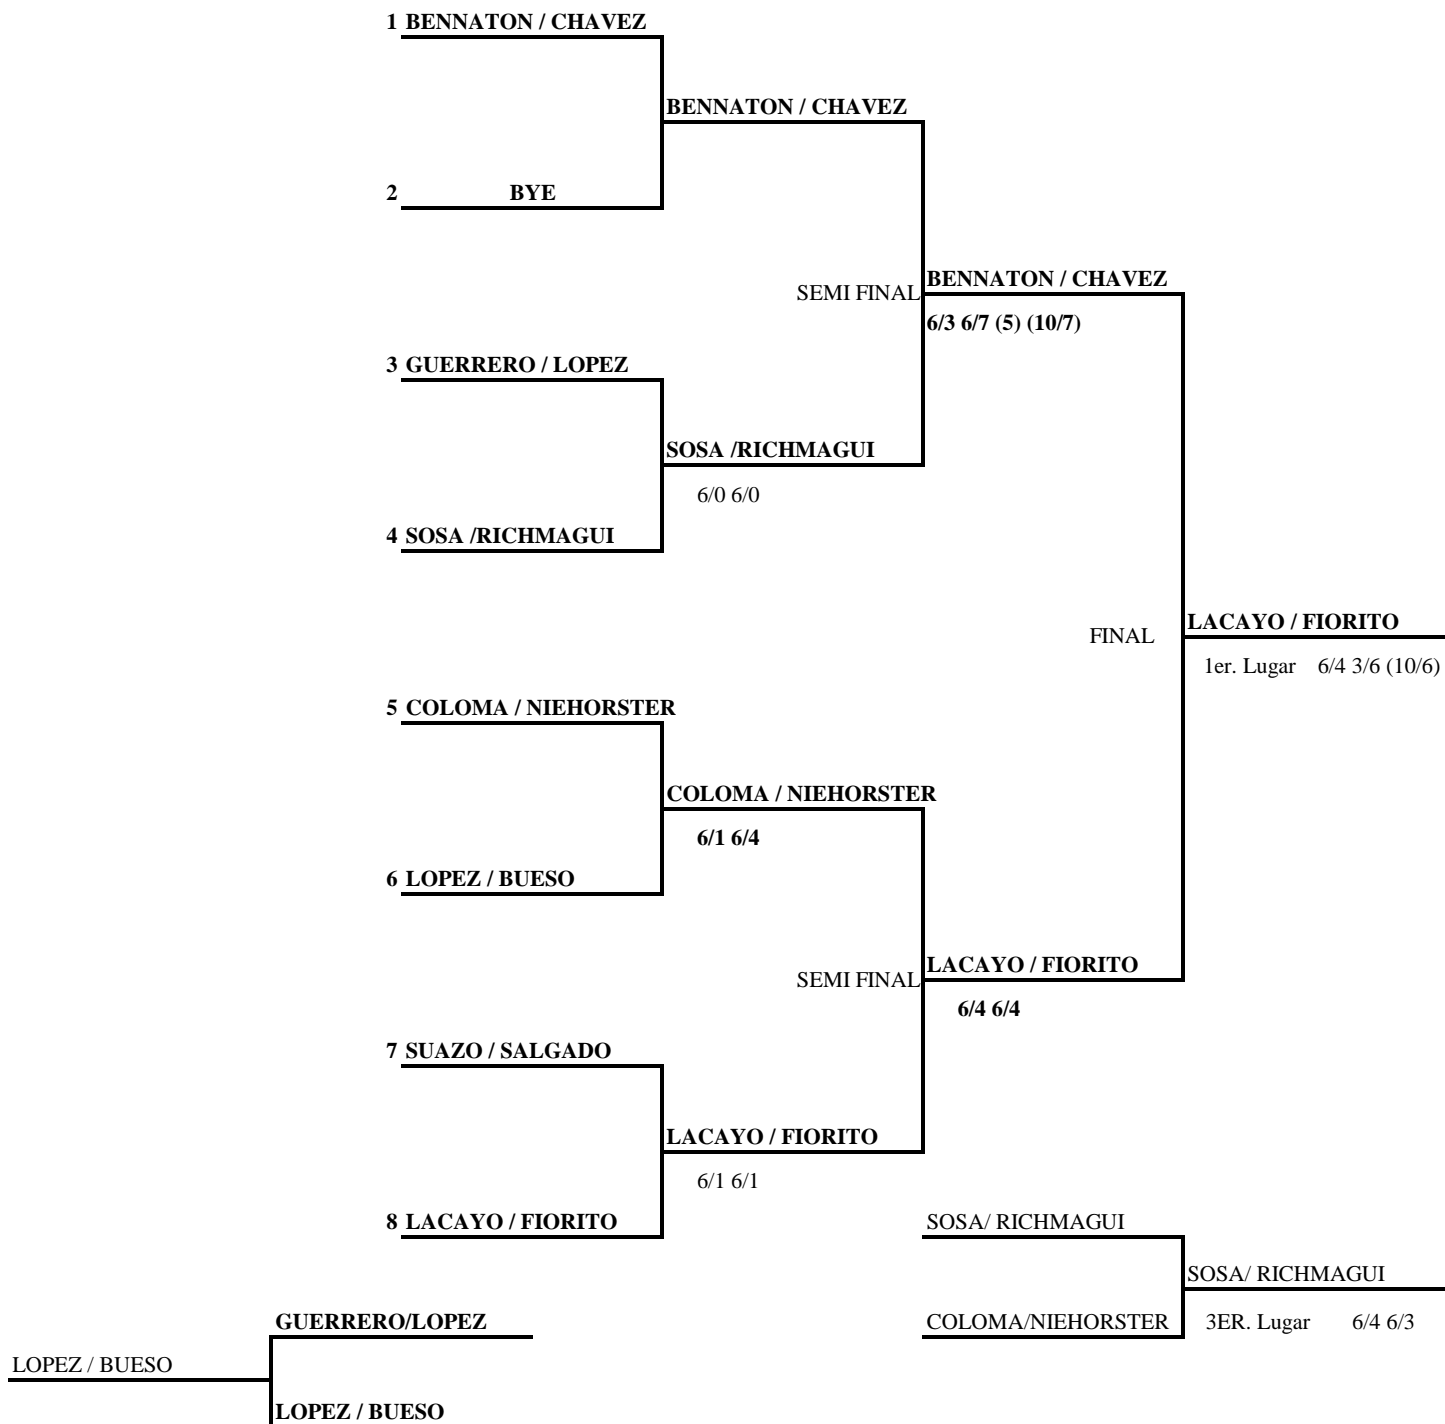 1 BENNATON / CHAVEZ
BENNATON / CHAVEZ
2 BYE
BENNATON / CHAVEZ
SEMI FINAL
6/3 6/7 (5) (10/7)
3 GUERRERO / LOPEZ
SOSA /RICHMAGUI
6/0 6/0
4 SOSA /RICHMAGUI
LACAYO / FIORITO
FINAL
1er. Lugar 6/4 3/6 (10/6)
5 COLOMA / NIEHORSTER
COLOMA / NIEHORSTER
6/1 6/4
6 LOPEZ / BUESO
LACAYO / FIORITO
SEMI FINAL
6/4 6/4
7 SUAZO / SALGADO
LACAYO / FIORITO
6/1 6/1
8 LACAYO / FIORITO
SOSA/ RICHMAGUI
SOSA/ RICHMAGUI
GUERRERO/LOPEZ
COLOMA/NIEHORSTER
3ER. Lugar 6/4 6/3
LOPEZ / BUESO
LOPEZ / BUESO